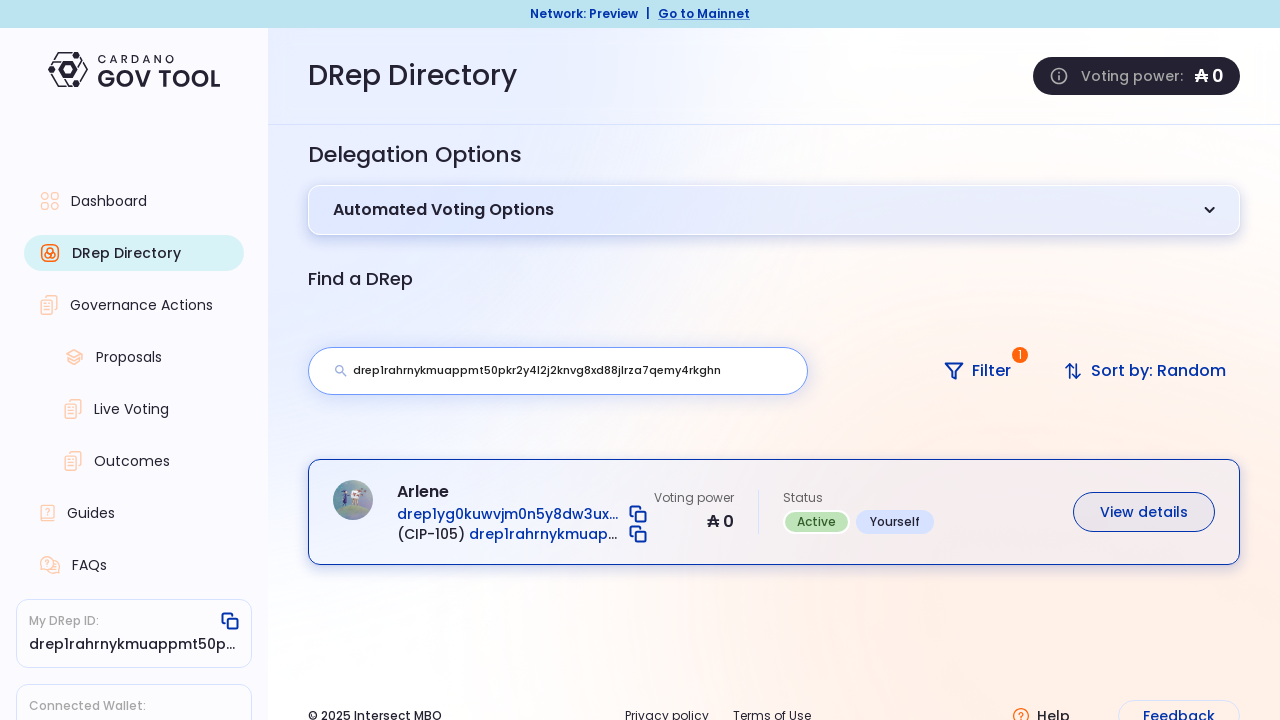 Network: Preview | Go to Mainnet
CARDANO
GOV TOOL
DRep Directory
Voting power: ₳ 0
Delegation Options
Automated Voting Options
Dashboard
DRep Directory
Governance Actions
Proposals
Live Voting
Outcomes
Guides
FAQs
My DRep ID:
drep1rahrnykmuappmt50p...
Connected Wallet:
Find a DRep
drep1rahrnykmuappmt50pkr2y4l2j2knvg8xd88jlrza7qemy4rkghn
Filter 1
Sort by: Random
Arlene
drep1yg0kuwvjm0n5y8dw3ux...
(CIP-105) drep1rahrnykmuap...
Voting power
₳ 0
Status
Active Yourself
View details
© 2025 Intersect MBO
Privacy policy
Terms of Use
Help
Feedback